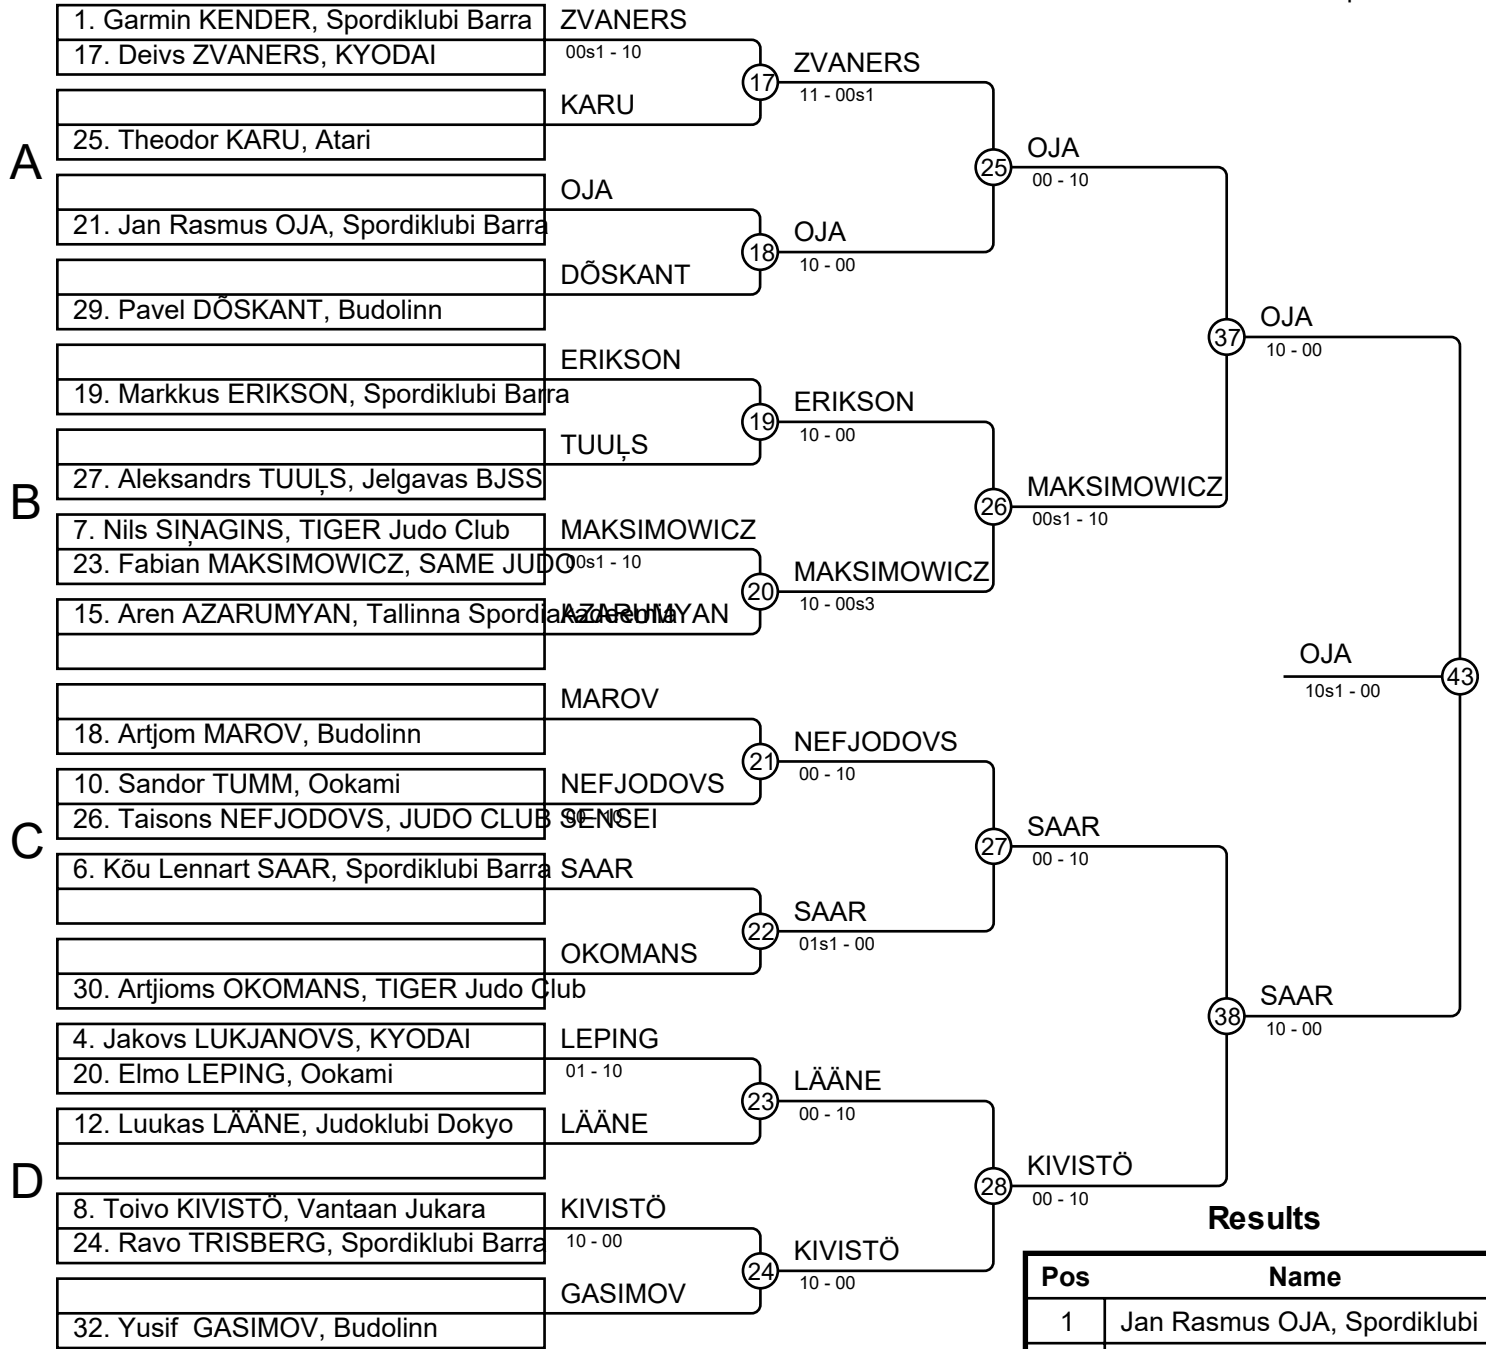 1. Garmin KENDER, Spordiklubi Barra
17. Deivs ZVANERS, KYODAI
ZVANERS
00s1 - 10
17
ZVANERS
11 - 00s1
KARU
25. Theodor KARU, Atari
A
25
OJA
00 - 10
OJA
21. Jan Rasmus OJA, Spordiklubi Barra
18
OJA
10 - 00
DÕSKANT
29. Pavel DÕSKANT, Budolinn
37
OJA
10 - 00
ERIKSON
19. Markkus ERIKSON, Spordiklubi Barra
19
ERIKSON
10 - 00
TUUĻS
27. Aleksandrs TUUĻS, Jelgavas BJSS
B
26
MAKSIMOWICZ
00s1 - 10
7. Nils SIŅAGINS, TIGER Judo Club
23. Fabian MAKSIMOWICZ, SAME JUDO
MAKSIMOWICZ
00s1 - 10
20
MAKSIMOWICZ
10 - 00s3
15. Aren AZARUMYAN, Tallinna Spordiakadeemia
AZARUMYAN
OJA
10s1 - 00
43
MAROV
18. Artjom MAROV, Budolinn
21
NEFJODOVS
00 - 10
10. Sandor TUMM, Ookami
26. Taisons NEFJODOVS, JUDO CLUB SENSEI
NEFJODOVS
00 - 10
C
27
SAAR
00 - 10
6. Kõu Lennart SAAR, Spordiklubi Barra
SAAR
22
SAAR
01s1 - 00
OKOMANS
30. Artjioms OKOMANS, TIGER Judo Club
38
SAAR
10 - 00
4. Jakovs LUKJANOVS, KYODAI
20. Elmo LEPING, Ookami
LEPING
01 - 10
23
LÄÄNE
00 - 10
12. Luukas LÄÄNE, Judoklubi Dokyo
LÄÄNE
D
28
KIVISTÖ
00 - 10
8. Toivo KIVISTÖ, Vantaan Jukara
24. Ravo TRISBERG, Spordiklubi Barra
KIVISTÖ
10 - 00
24
KIVISTÖ
10 - 00
GASIMOV
32. Yusif  GASIMOV, Budolinn
Results
Pos Name
1 Jan Rasmus OJA, Spordiklubi